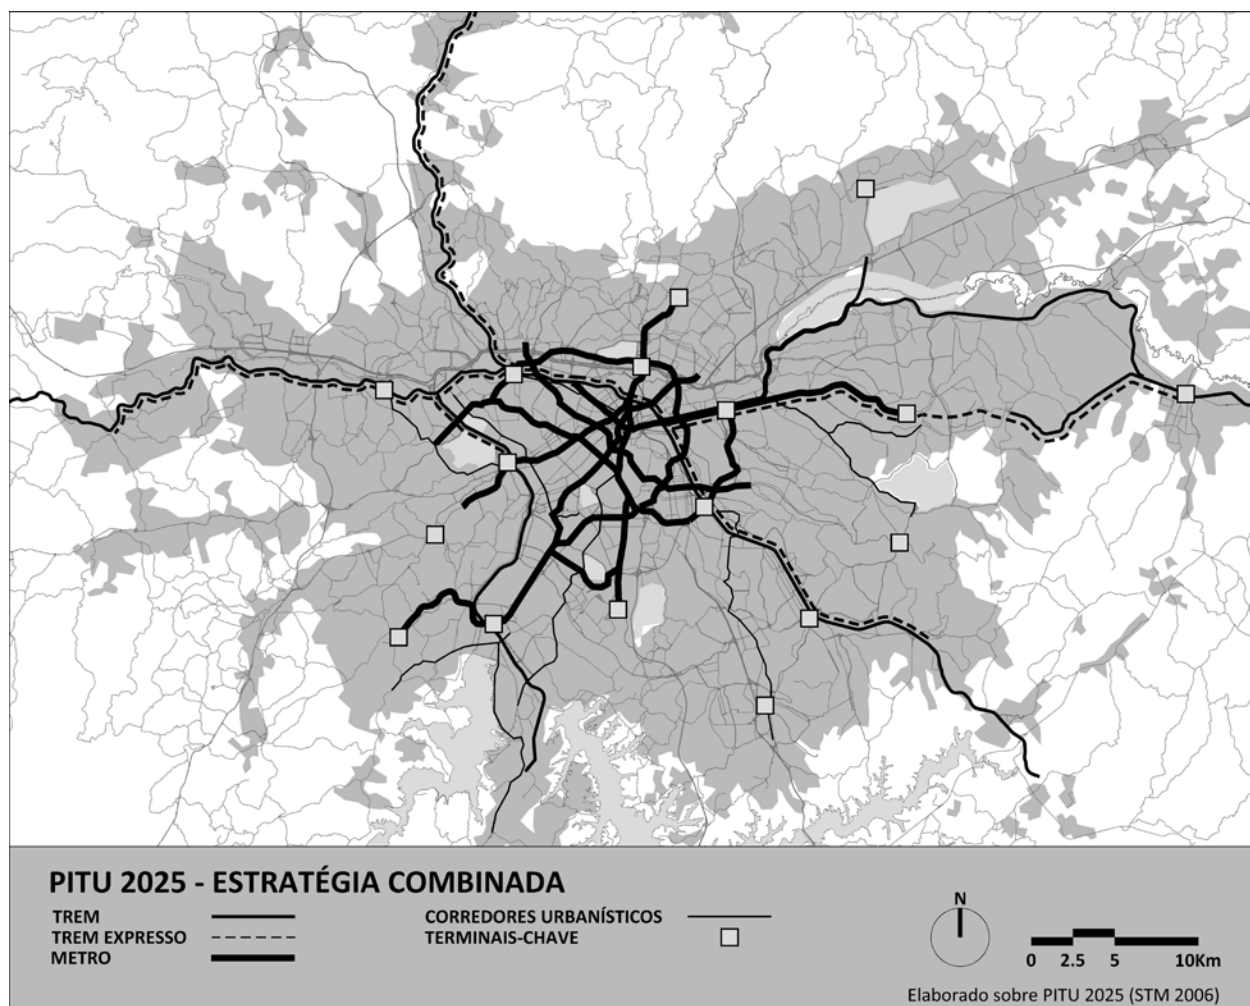 PITU 2025 - ESTRATÉGIA COMBINADA
TREM
TREM EXPRESSO
METRO
CORREDORES URBANÍSTICOS
TERMINAIS-CHAVE
N
0 2.5 5 10Km
Elaborado sobre PITU 2025 (STM 2006)